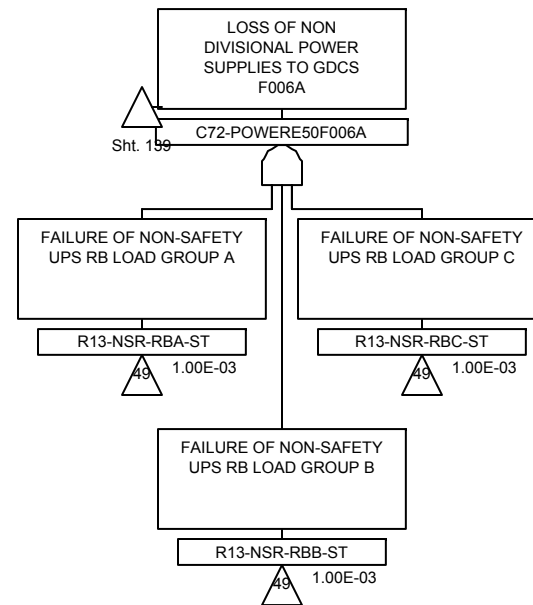 LOSS OF NON
DIVISIONAL POWER
SUPPLIES TO GDCS
F006A
C72-POWERE50F006A
Sht. 139
FAILURE OF NON-SAFETY
UPS RB LOAD GROUP A
R13-NSR-RBA-ST
49
1.00E-03
FAILURE OF NON-SAFETY
UPS RB LOAD GROUP C
R13-NSR-RBC-ST
49
1.00E-03
FAILURE OF NON-SAFETY
UPS RB LOAD GROUP B
R13-NSR-RBB-ST
49
1.00E-03